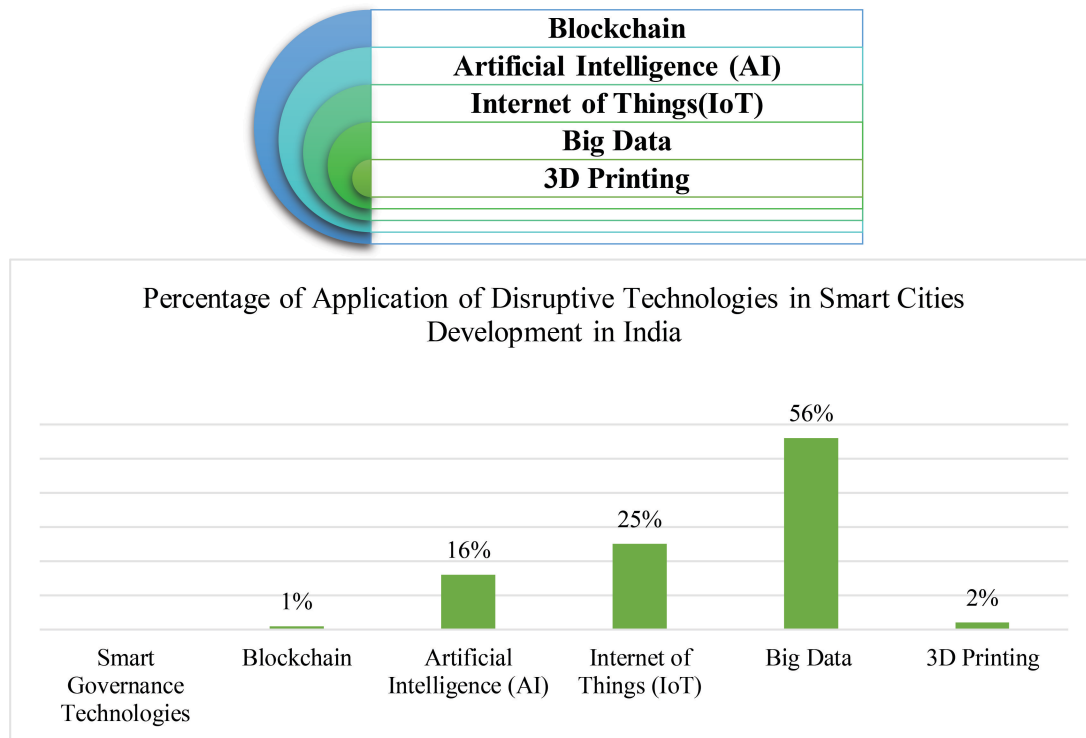 Blockchain
Artificial Intelligence (AI)
Internet of Things(IoT)
Big Data
3D Printing
Percentage of Application of Disruptive Technologies in Smart Cities
Development in India
56%
25%
16%
2%
1%
Smart
Governance
Technologies
Blockchain
Artificial
Intelligence (AI)
Internet of
Things (IoT)
Big Data
3D Printing